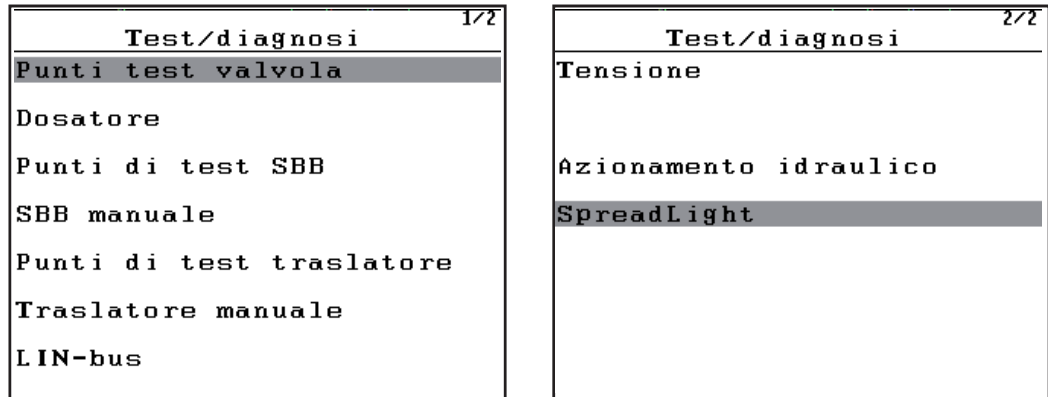 1/2
Test/diagnosi
Punti test valvola
Dosatore
Punti di test SBB
SBB manuale
Punti di test traslatore
Traslatore manuale
LIN-bus
2/2
Test/diagnosi
Tensione
Azionamento idraulico
SpreadLight